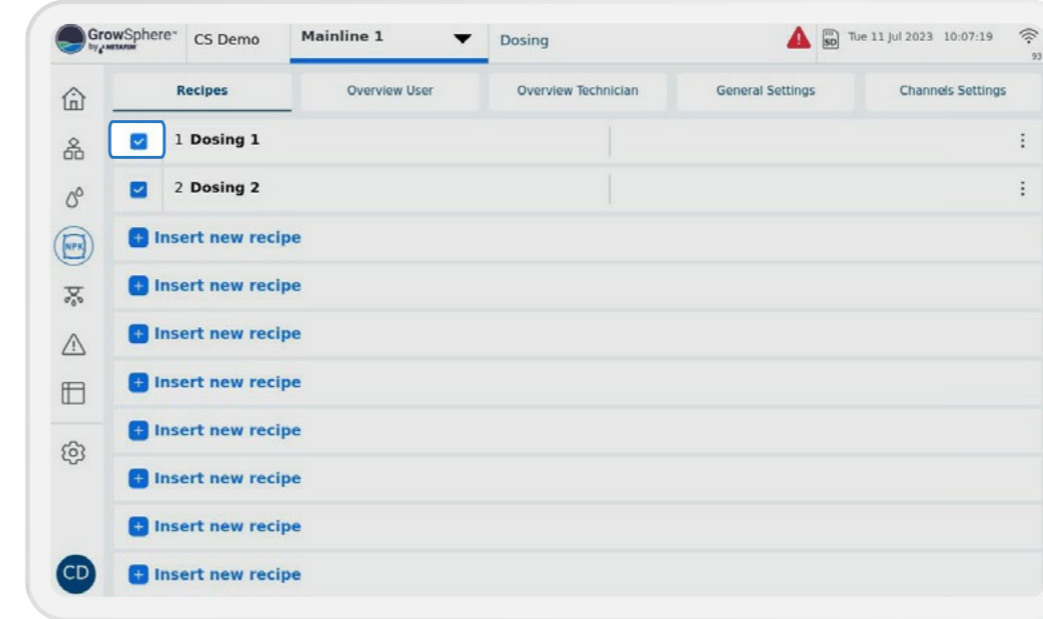 GrowSphere™
by NETAFIM
CS Demo
Mainline 1
Dosing
SD
Tue 11 Jul 2023 10:07:19
93
Recipes
Overview User
Overview Technician
General Settings
Channels Settings
1 Dosing 1
2 Dosing 2
NPK
Insert new recipe
Insert new recipe
Insert new recipe
Insert new recipe
Insert new recipe
Insert new recipe
Insert new recipe
Insert new recipe
CD